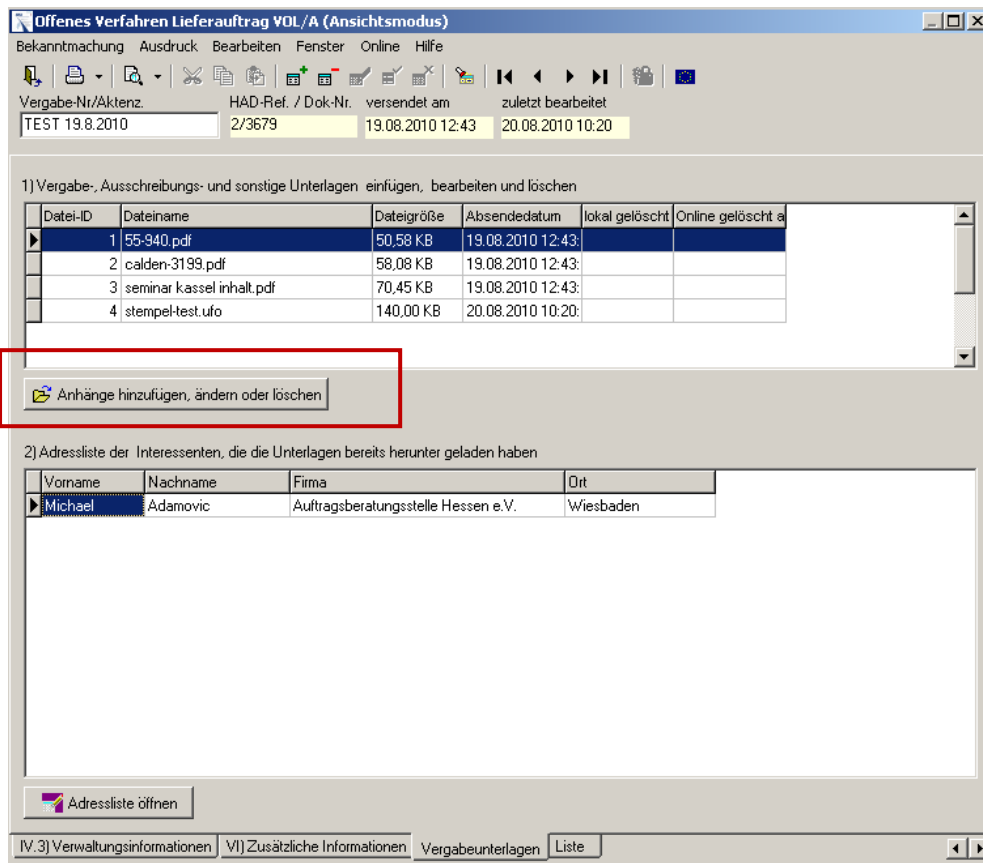 Offenes Verfahren Lieferauftrag VOL/A (Ansichtsmodus)
Bekanntmachung Ausdruck Bearbeiten Fenster Online Hilfe
Vergabe-Nr/Aktenz. HAD-Ref. / Dok-Nr. versendet am zuletzt bearbeitet
TEST 19.8.2010 2/3679 19.08.2010 12:43 20.08.2010 10:20
1) Vergabe-, Ausschreibungs- und sonstige Unterlagen einfügen, bearbeiten und löschen
Datei-ID Dateiname Dateigröße Absendedatum lokal gelöscht Online gelöscht a
1 55-940.pdf 50,58 KB 19.08.2010 12:43:
2 calden-3199.pdf 58,08 KB 19.08.2010 12:43:
3 seminar kassel inhalt.pdf 70,45 KB 19.08.2010 12:43:
4 stempel-test.ufo 140,00 KB 20.08.2010 10:20:
Anhänge hinzufügen, ändern oder löschen
2) Adressliste der Interessenten, die die Unterlagen bereits herunter geladen haben
Vorname Nachname Firma Ort
Michael Adamovic Auftragsberatungsstelle Hessen e.V. Wiesbaden
Adressliste öffnen
IV.3) Verwaltungsinformationen VI) Zusätzliche Informationen Vergabeunterlagen Liste